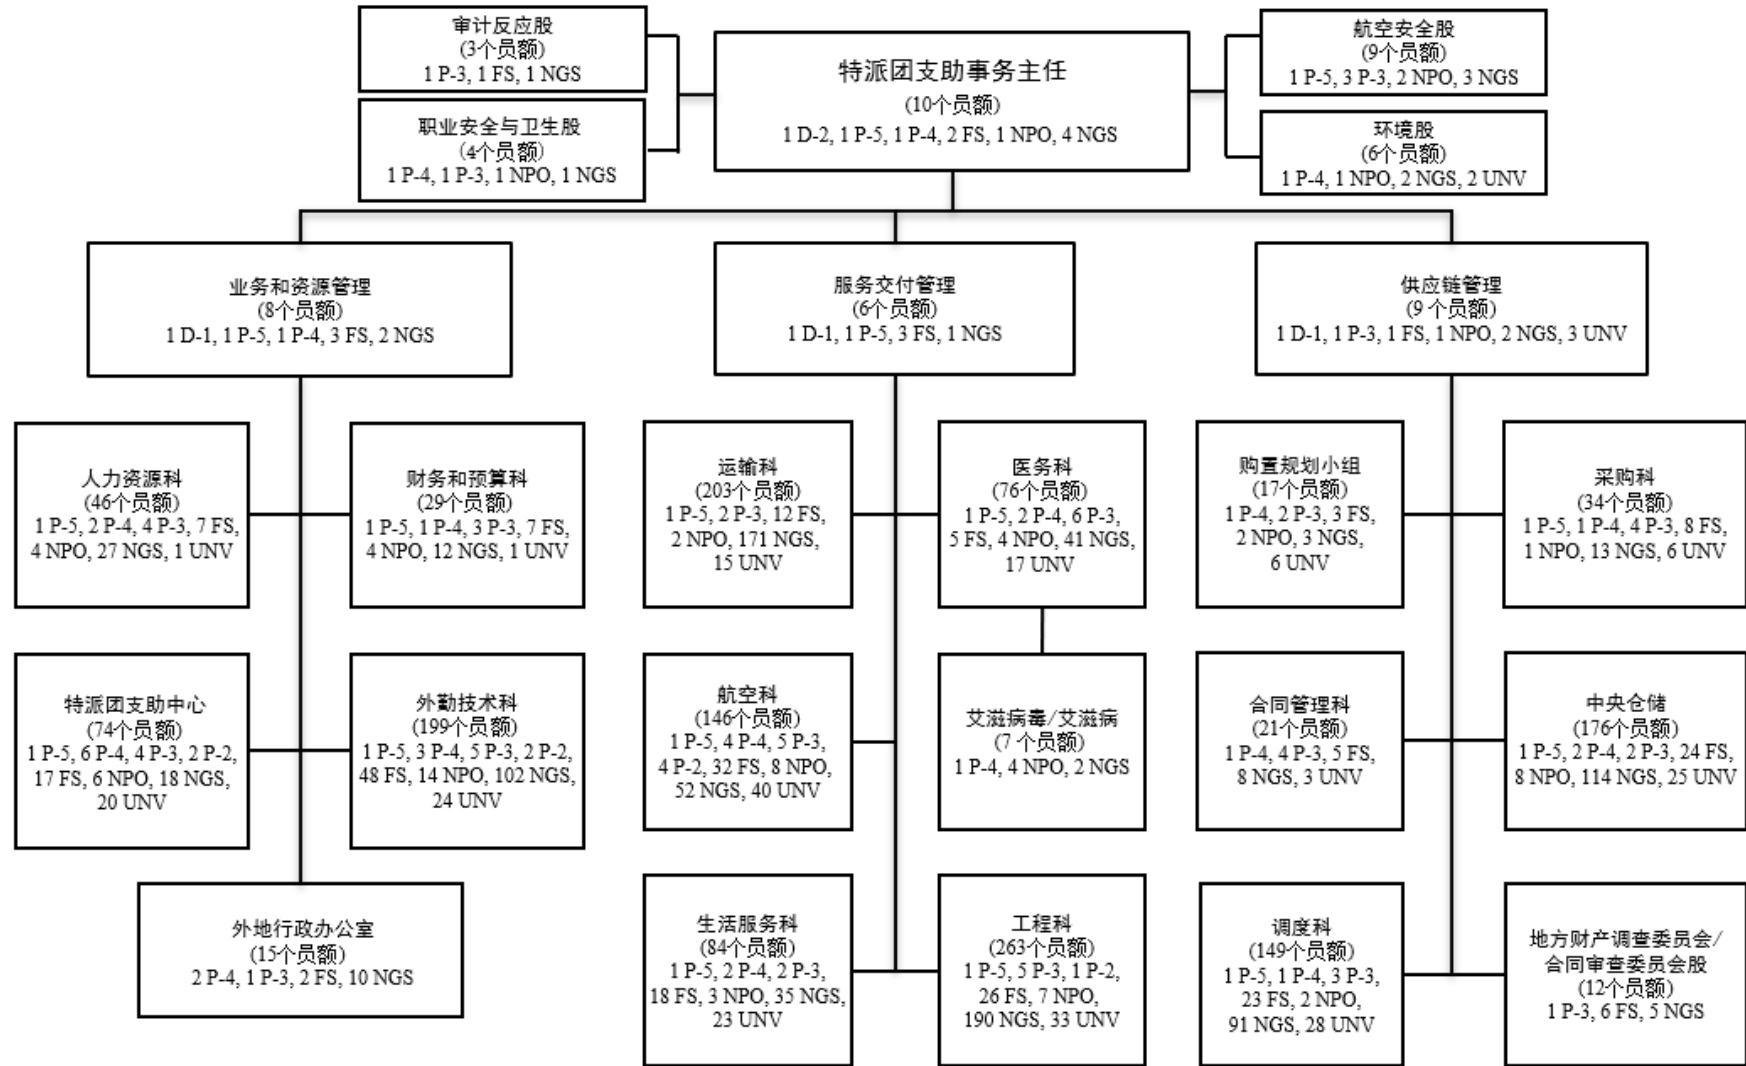 审计反应股
(3个员额)
1 P-3, 1 FS, 1 NGS
职业安全与卫生股
(4个员额)
1 P-4, 1 P-3, 1 NPO, 1 NGS
特派团支助事务主任
(10个员额)
1 D-2, 1 P-5, 1 P-4, 2 FS, 1 NPO, 4 NGS
航空安全股
(9个员额)
1 P-5, 3 P-3, 2 NPO, 3 NGS
环境股
(6个员额)
1 P-4, 1 NPO, 2 NGS, 2 UNV
业务和资源管理
(8个员额)
1 D-1, 1 P-5, 1 P-4, 3 FS, 2 NGS
服务交付管理
(6个员额)
1 D-1, 1 P-5, 3 FS, 1 NGS
供应链管理
(9 个员额)
1 D-1, 1 P-3, 1 FS, 1 NPO, 2 NGS, 3 UNV
人力资源科
(46个员额)
1 P-5, 2 P-4, 4 P-3, 7 FS,
4 NPO, 27 NGS, 1 UNV
财务和预算科
(29个员额)
1 P-5, 1 P-4, 3 P-3, 7 FS,
4 NPO, 12 NGS, 1 UNV
运输科
(203个员额)
1 P-5, 2 P-3, 12 FS,
2 NPO, 171 NGS,
15 UNV
医务科
(76个员额)
1 P-5, 2 P-4, 6 P-3,
5 FS, 4 NPO, 41 NGS,
17 UNV
购置规划小组
(17个员额)
1 P-4, 2 P-3, 3 FS,
2 NPO, 3 NGS,
6 UNV
采购科
(34个员额)
1 P-5, 1 P-4, 4 P-3, 8 FS,
1 NPO, 13 NGS, 6 UNV
特派团支助中心
(74个员额)
1 P-5, 6 P-4, 4 P-3, 2 P-2,
17 FS, 6 NPO, 18 NGS,
20 UNV
外勤技术科
(199个员额)
1 P-5, 3 P-4, 5 P-3, 2 P-2,
48 FS, 14 NPO, 102 NGS,
24 UNV
航空科
(146个员额)
1 P-5, 4 P-4, 5 P-3,
4 P-2, 32 FS, 8 NPO,
52 NGS, 40 UNV
艾滋病毒/艾滋病
(7 个员额)
1 P-4, 4 NPO, 2 NGS
合同管理科
(21个员额)
1 P-4, 4 P-3, 5 FS,
8 NGS, 3 UNV
中央仓储
(176个员额)
1 P-5, 2 P-4, 2 P-3, 24 FS,
8 NPO, 114 NGS, 25 UNV
外地行政办公室
(15个员额)
2 P-4, 1 P-3, 2 FS, 10 NGS
生活服务科
(84个员额)
1 P-5, 2 P-4, 2 P-3,
18 FS, 3 NPO, 35 NGS,
23 UNV
工程科
(263个员额)
1 P-5, 5 P-3, 1 P-2,
26 FS, 7 NPO,
190 NGS, 33 UNV
调度科
(149个员额)
1 P-5, 1 P-4, 3 P-3,
23 FS, 2 NPO,
91 NGS, 28 UNV
地方财产调查委员会/
合同审查委员会股
(12个员额)
1 P-3, 6 FS, 5 NGS